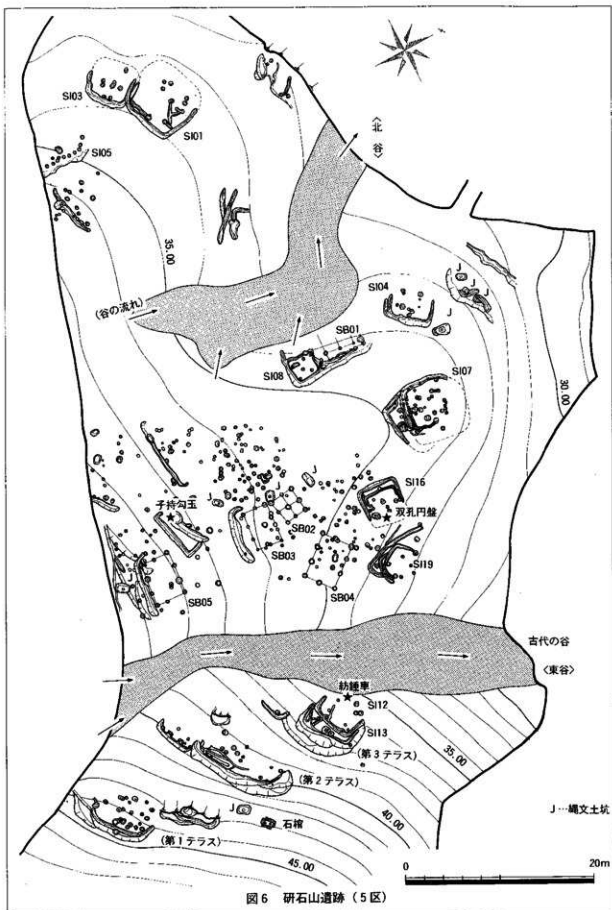 SI03
SI01
SI05
〈北谷〉
35.00
(谷の流れ)
J
J
J
SI04
J
SB01
SI08
SI07
30.00
J
SI16
子持勾玉
J
双孔円盤
SB02
SB03
SI19
SB04
J
SB05
古代の谷
〈東谷〉
紡錘車
SI12
SI13
(第3テラス)
35.00
(第2テラス)
40.00
J
石棺
J…縄文土坑
(第1テラス)
45.00
0
20m
図6 研石山遺跡(5区)